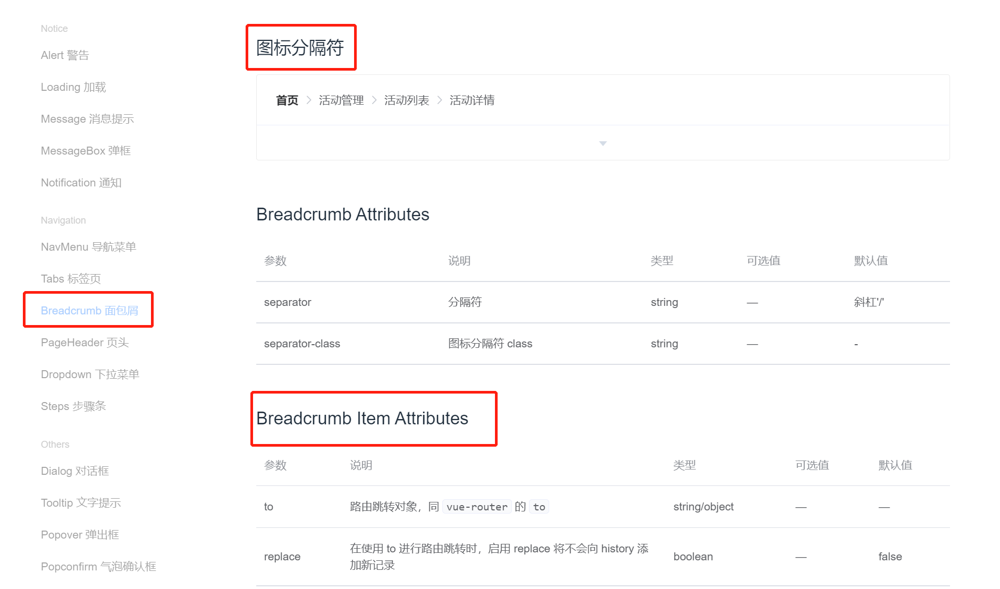 Notice
Alert 警告
Loading 加载
Message 消息提示
MessageBox 弹框
Notification 通知
Navigation
NavMenu 导航菜单
Tabs 标签页
Breadcrumb 面包屑
PageHeader 页头
Dropdown 下拉菜单
Steps 步骤条
Others
Dialog 对话框
Tooltip 文字提示
Popover 弹出框
Popconfirm 气泡确认框
图标分隔符
首页 > 活动管理 > 活动列表 > 活动详情
Breadcrumb Attributes
参数 说明 类型 可选值 默认值
separator 分隔符 string — 斜杠'/'
separator-class 图标分隔符 class string — -
Breadcrumb Item Attributes
参数 说明 类型 可选值 默认值
to 路由跳转对象，同 vue-router 的 to string/object — —
replace 在使用 to 进行路由跳转时，启用 replace 将不会向 history 添 boolean — false
加新记录